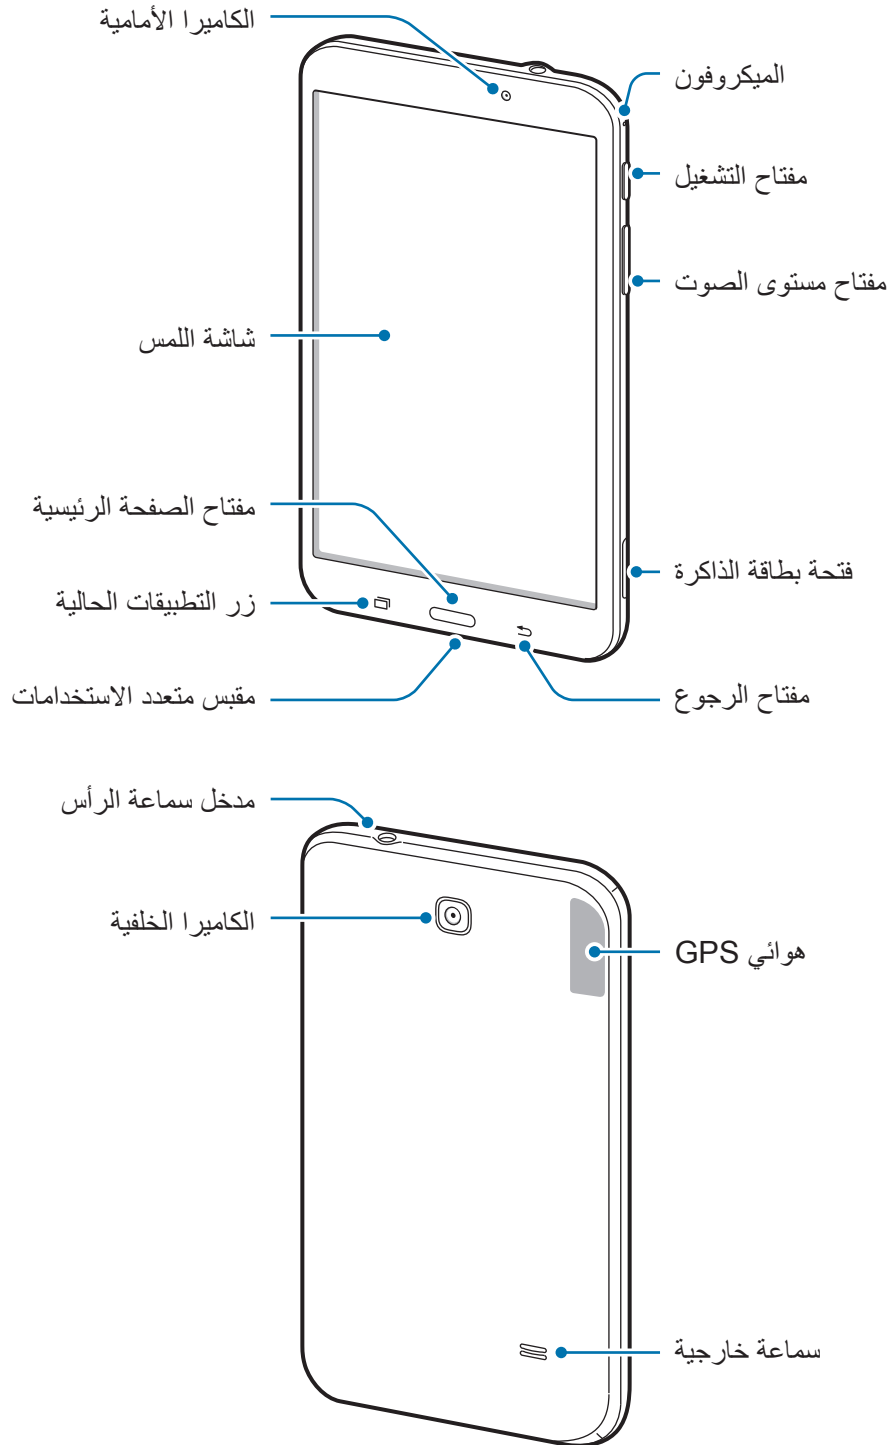 الكاميرا الأمامية
الميكروفون
مفتاح التشغيل
مفتاح مستوى الصوت
شاشة اللمس
مفتاح الصفحة الرئيسية
فتحة بطاقة الذاكرة
زر التطبيقات الحالية
مفتاح الرجوع
مقبس متعدد الاستخدامات
مدخل سماعة الرأس
الكاميرا الخلفية
هوائي GPS
سماعة خارجية